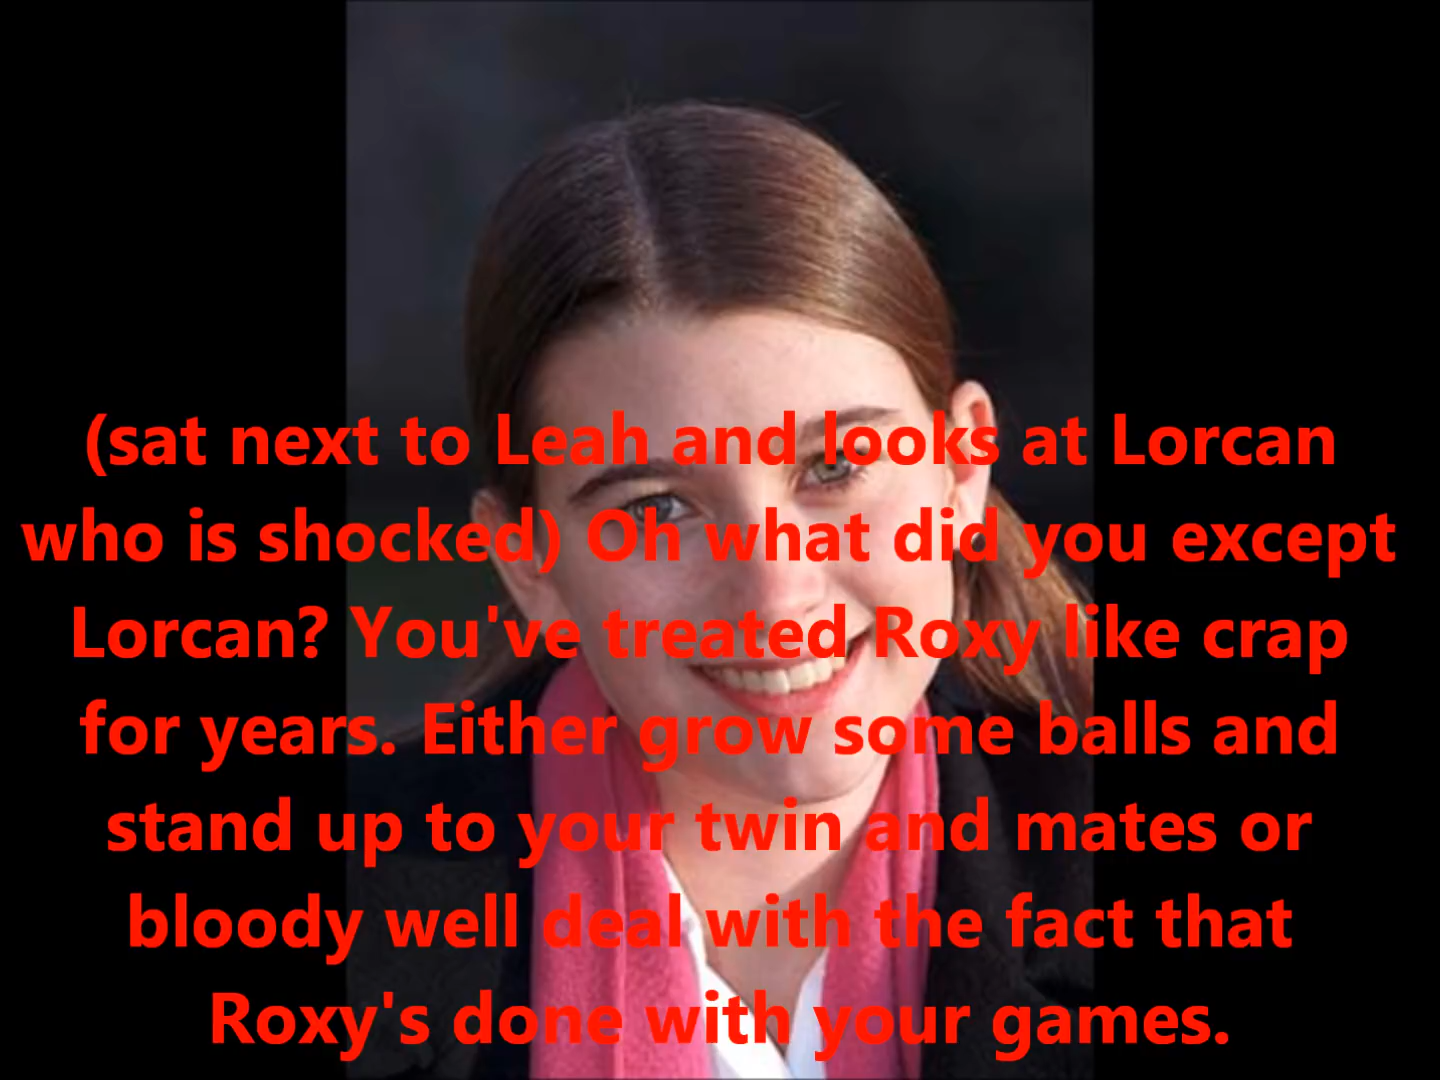 (sat next to Leah and looks at Lorcan
who is shocked) Oh what did you except
Lorcan? You've treated Roxy like crap
for years. Either grow some balls and
stand up to your twin and mates or
bloody well deal with the fact that
Roxy's done with your games.